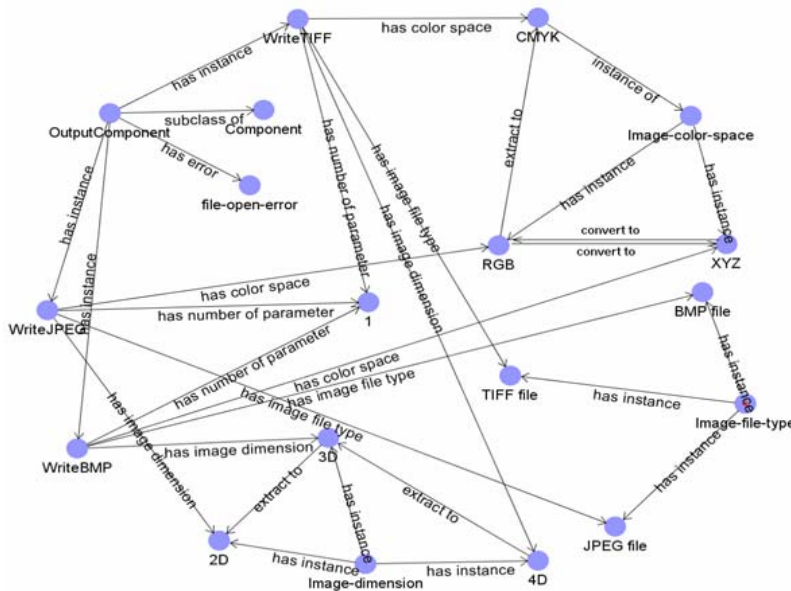 WriteTIFF
has color space
CMYK
has instance
instance of
OutputComponent
subclass of
Component
Image-color-space
has error
file-open-error
has number of parameter
has image file type
extract to
has instance
has instance
has instance
has instance
has image dimension
convert to
convert to
RGB
XYZ
has color space
WriteJPEG
has number of parameter
1
BMP file
has number of parameter
has color space
has image file type
has instance
TIFF file
has instance
Image-file-type
has image file type
has image dimension
WriteBMP
has image dimension
3D
extract to
has instance
extract to
has instance
2D
has instance
Image-dimension
has instance
4D
JPEG file